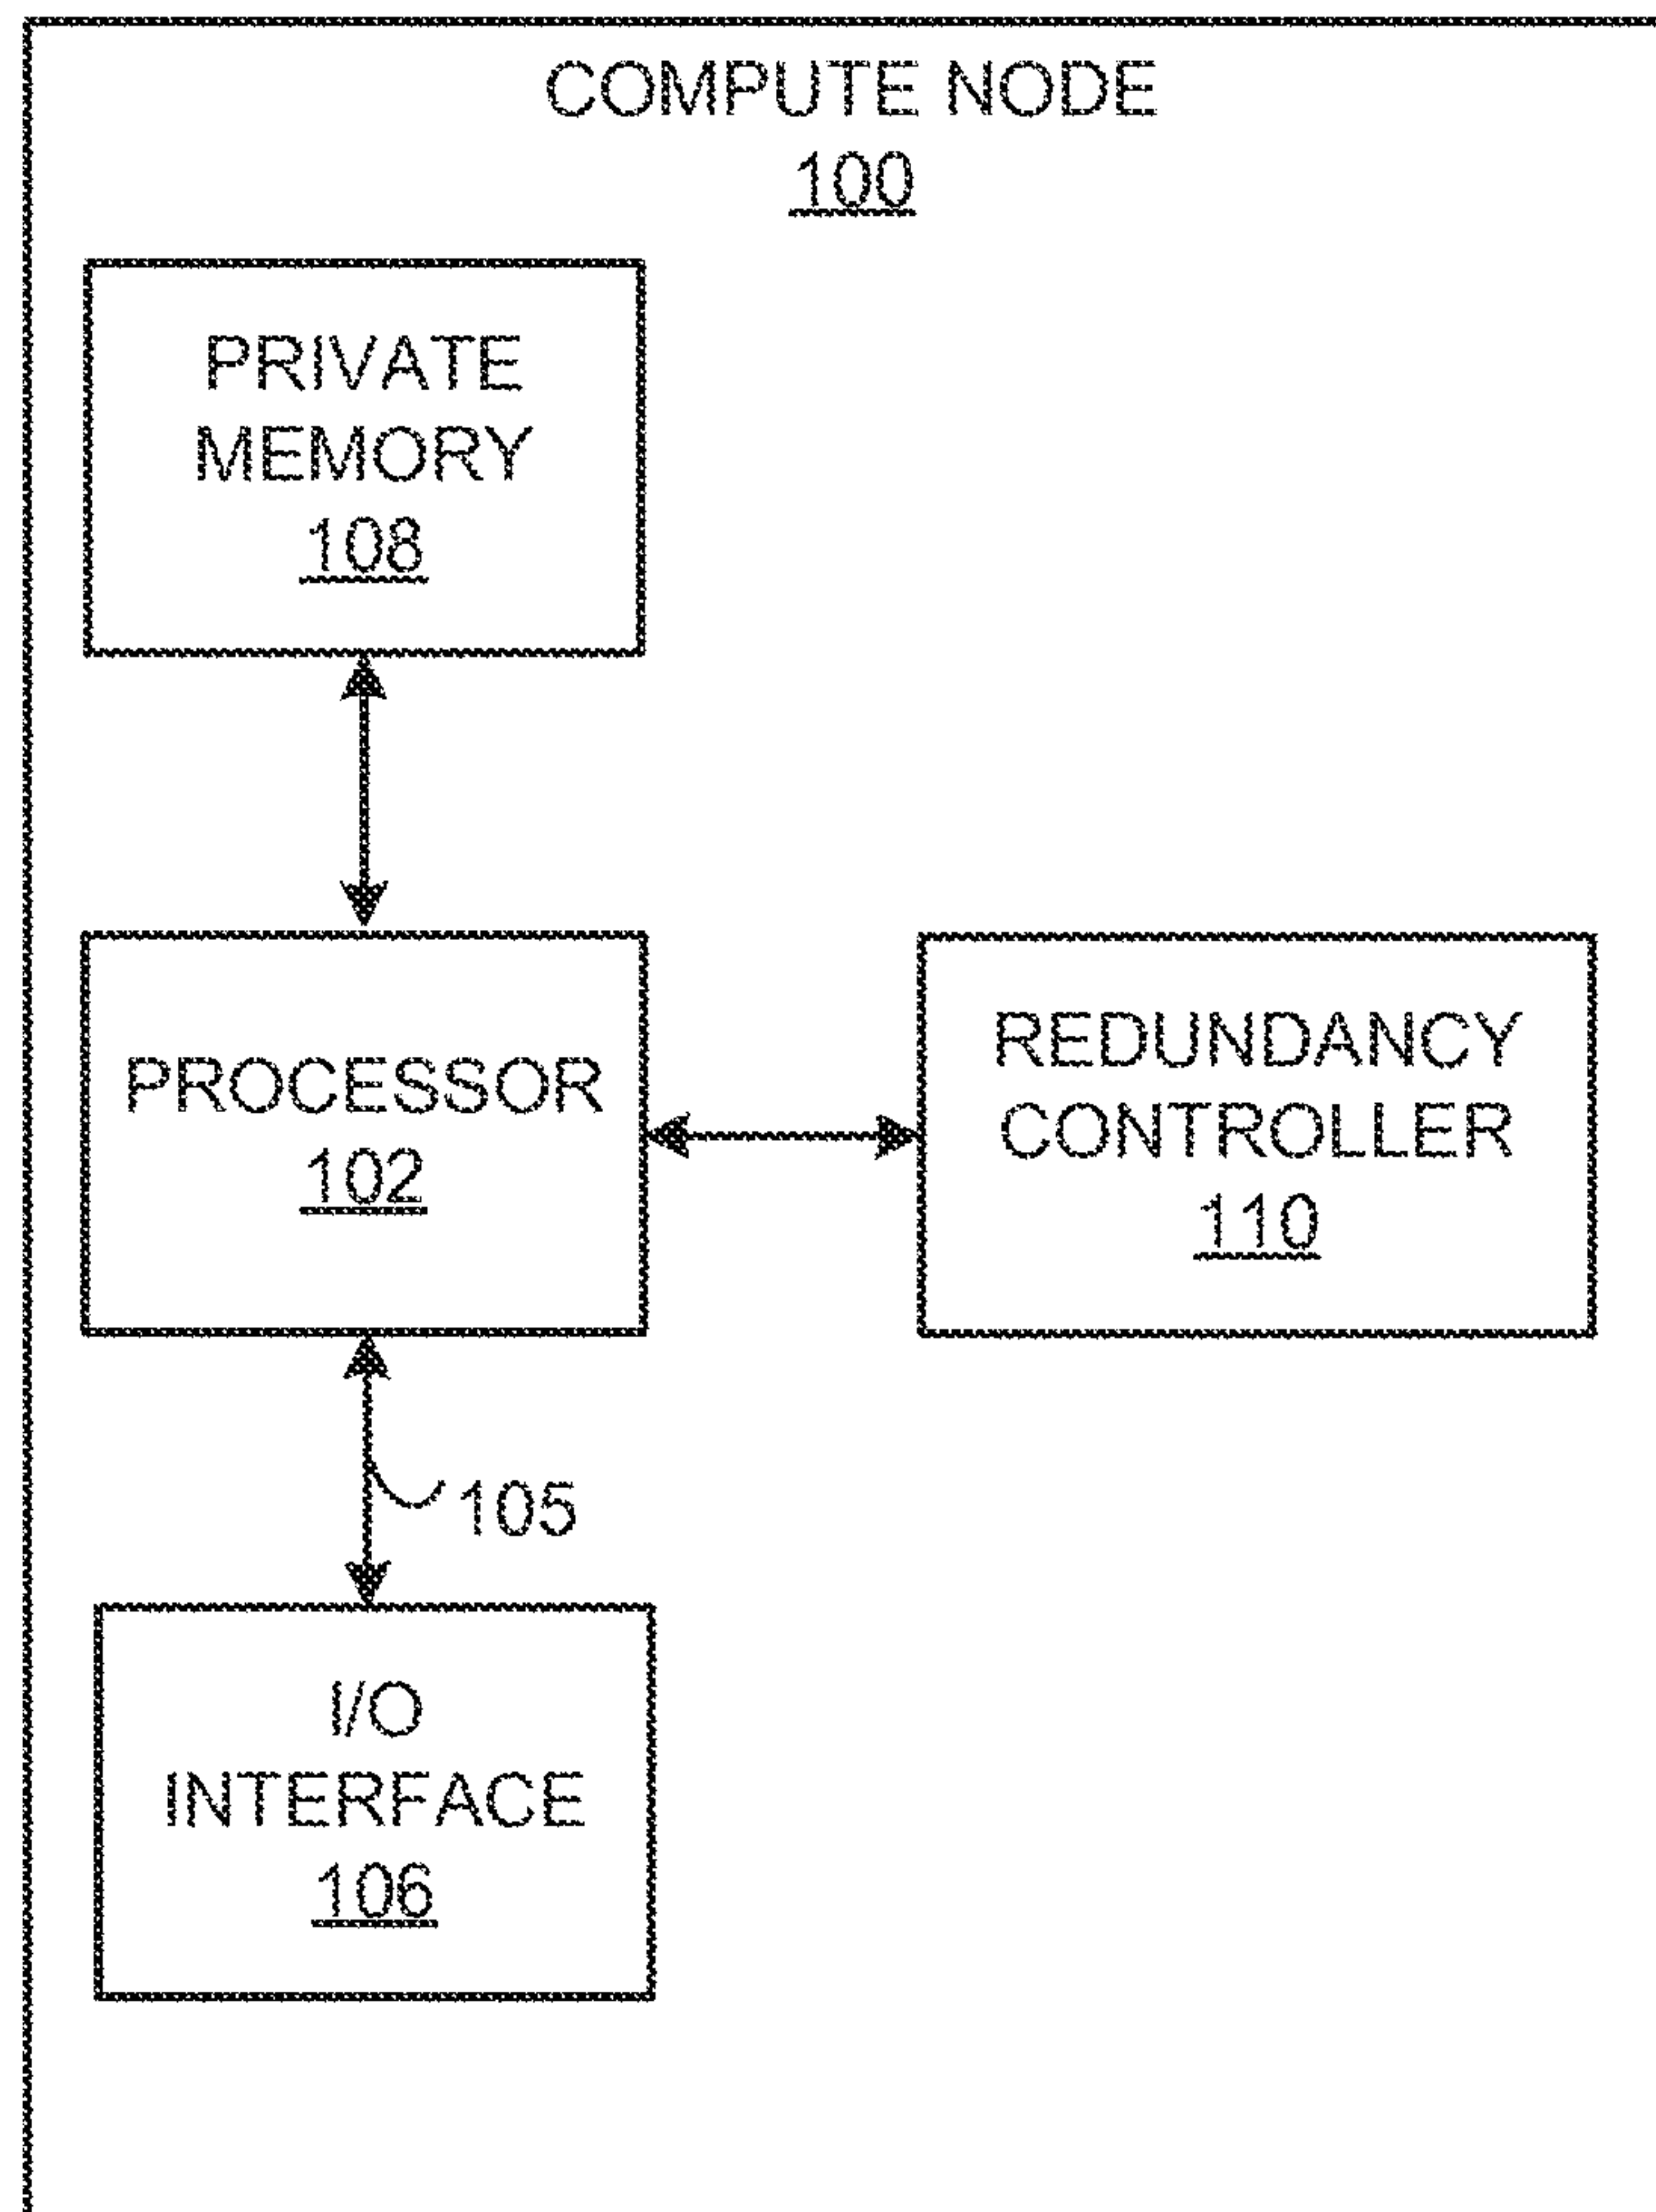 COMPUTE NODE
100
PRIVATE
MEMORY
108
PROCESSOR
102
REDUNDANCY
CONTROLLER
110
105
I/O
INTERFACE
106